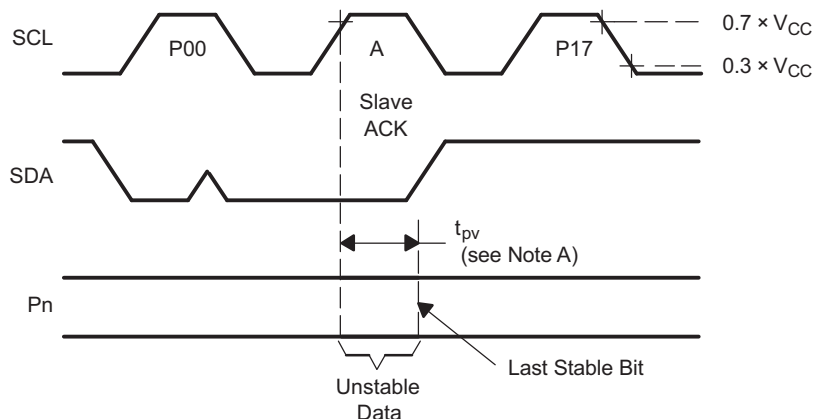 SCL
P00
A
P17
0.7 × VCC
0.3 × VCC
Slave
ACK
SDA
tpv
(see Note A)
Pn
Last Stable Bit
Unstable
Data